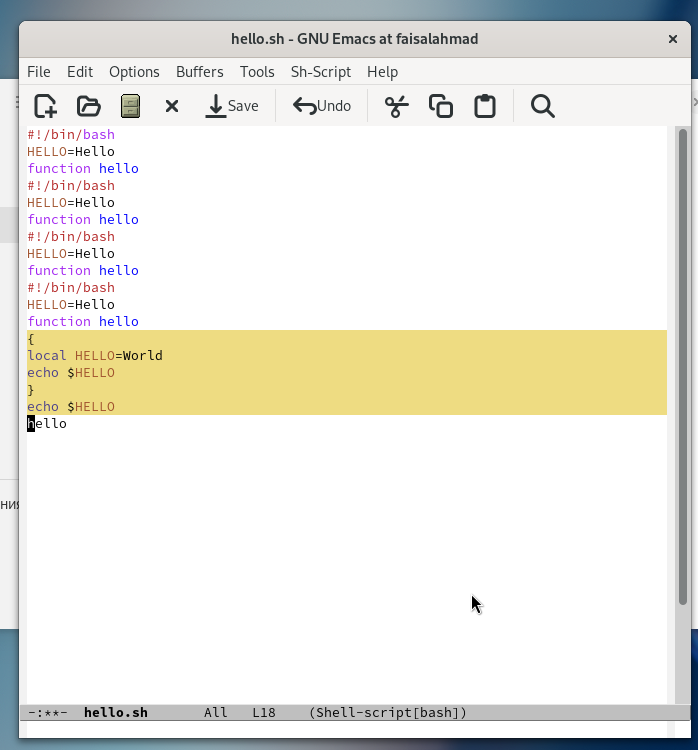 hello.sh - GNU Emacs at faisalahmad
File Edit Options Buffers Tools Sh-Script Help
Save Undo
#!/bin/bash
HELLO=Hello
function hello
#!/bin/bash
HELLO=Hello
function hello
#!/bin/bash
HELLO=Hello
function hello
#!/bin/bash
HELLO=Hello
function hello
{
local HELLO=World
echo $HELLO
}
echo $HELLO
hello
-:**- hello.sh All L18 (Shell-script[bash])